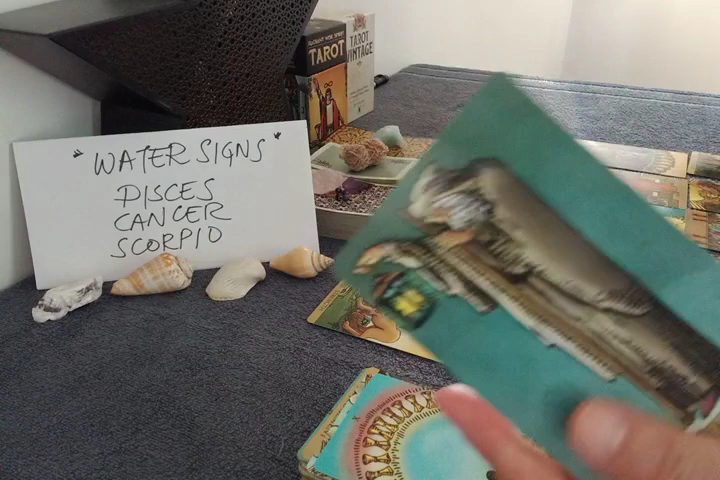 " WATER SIGNS "
PISCES
CANCER
SCORPIO
TAROT
TAROT
VINTAGE
X